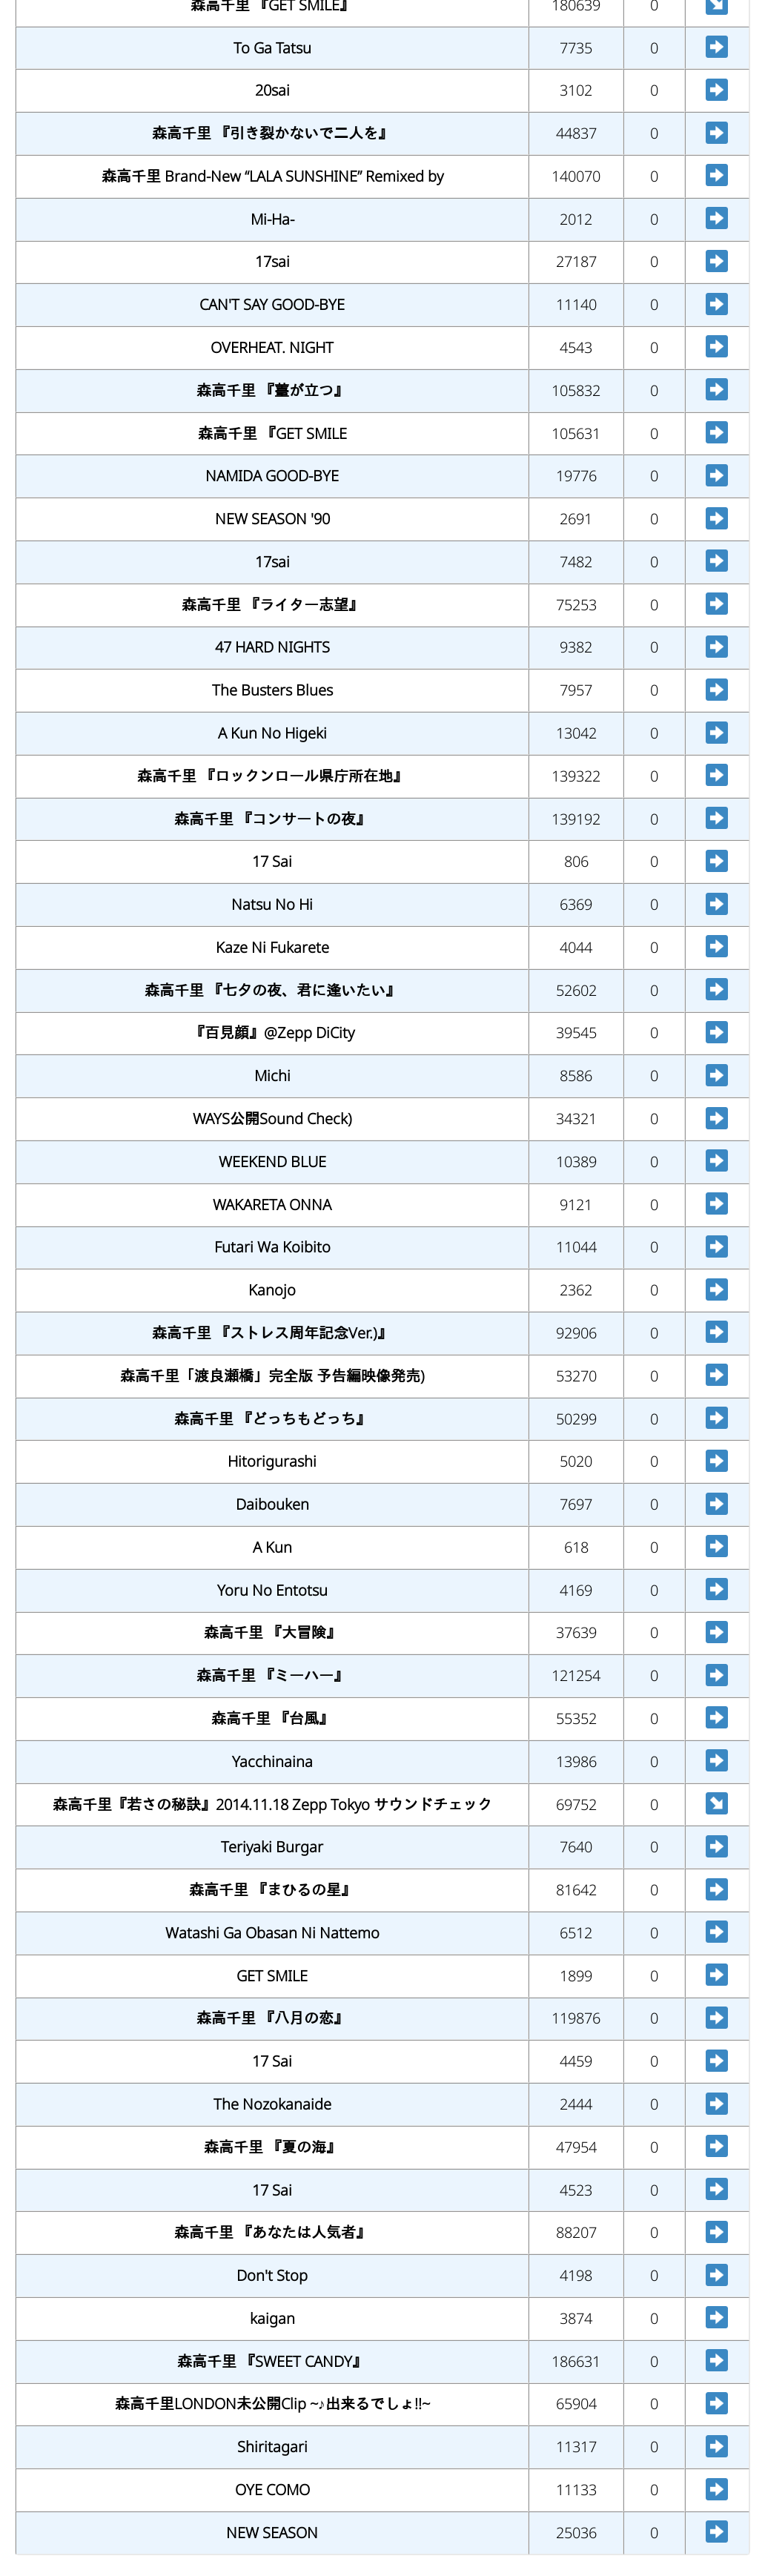 森高千里 『GET SMILE』 180639 0
To Ga Tatsu 7735 0
20sai 3102 0
森高千里 『引き裂かないで二人を』 44837 0
森高千里 Brand-New “LALA SUNSHINE” Remixed by 140070 0
Mi-Ha- 2012 0
17sai 27187 0
CAN'T SAY GOOD-BYE 11140 0
OVERHEAT. NIGHT 4543 0
森高千里 『薹が立つ』 105832 0
森高千里 『GET SMILE 105631 0
NAMIDA GOOD-BYE 19776 0
NEW SEASON '90 2691 0
17sai 7482 0
森高千里 『ライター志望』 75253 0
47 HARD NIGHTS 9382 0
The Busters Blues 7957 0
A Kun No Higeki 13042 0
森高千里 『ロックンロール県庁所在地』 139322 0
森高千里 『コンサートの夜』 139192 0
17 Sai 806 0
Natsu No Hi 6369 0
Kaze Ni Fukarete 4044 0
森高千里 『七夕の夜、君に逢いたい』 52602 0
『百見顔』@Zepp DiCity 39545 0
Michi 8586 0
WAYS公開Sound Check) 34321 0
WEEKEND BLUE 10389 0
WAKARETA ONNA 9121 0
Futari Wa Koibito 11044 0
Kanojo 2362 0
森高千里 『ストレス周年記念Ver.)』 92906 0
森高千里「渡良瀬橋」完全版 予告編映像発売) 53270 0
森高千里 『どっちもどっち』 50299 0
Hitorigurashi 5020 0
Daibouken 7697 0
A Kun 618 0
Yoru No Entotsu 4169 0
森高千里 『大冒険』 37639 0
森高千里 『ミーハー』 121254 0
森高千里 『台風』 55352 0
Yacchinaina 13986 0
森高千里『若さの秘訣』2014.11.18 Zepp Tokyo サウンドチェック 69752 0
Teriyaki Burgar 7640 0
森高千里 『まひるの星』 81642 0
Watashi Ga Obasan Ni Nattemo 6512 0
GET SMILE 1899 0
森高千里 『八月の恋』 119876 0
17 Sai 4459 0
The Nozokanaide 2444 0
森高千里 『夏の海』 47954 0
17 Sai 4523 0
森高千里 『あなたは人気者』 88207 0
Don't Stop 4198 0
kaigan 3874 0
森高千里 『SWEET CANDY』 186631 0
森高千里LONDON未公開Clip ~♪出来るでしょ!!~ 65904 0
Shiritagari 11317 0
OYE COMO 11133 0
NEW SEASON 25036 0